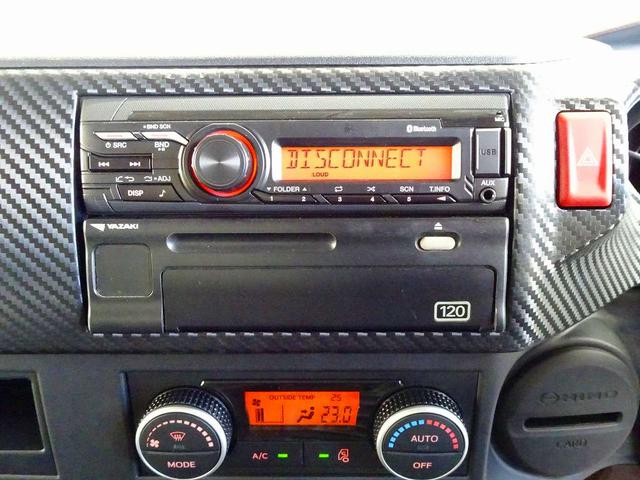 BND SCN
Bluetooth
SRC
BND
DISCONNECT
LOUD
USB
ADJ
DISP
FOLDER
SCN
T.INFO
AUX
1 2 3 4 5
YAZAKI
120
OUTSIDE TEMP 25
23.0
MODE
A/C
AUTO
OFF
HINO
CARD